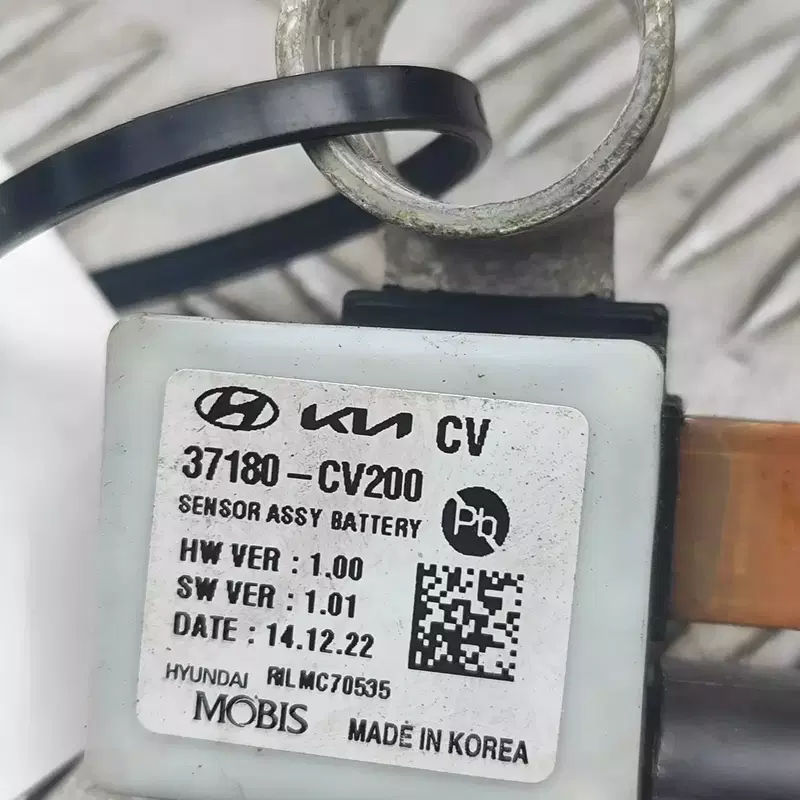 KIA CV
37180-CV200
SENSOR ASSY BATTERY
Pb
HW VER : 1.00
SW VER : 1.01
DATE : 14.12.22
HYUNDAI RILMC70535
MOBIS MADE IN KOREA